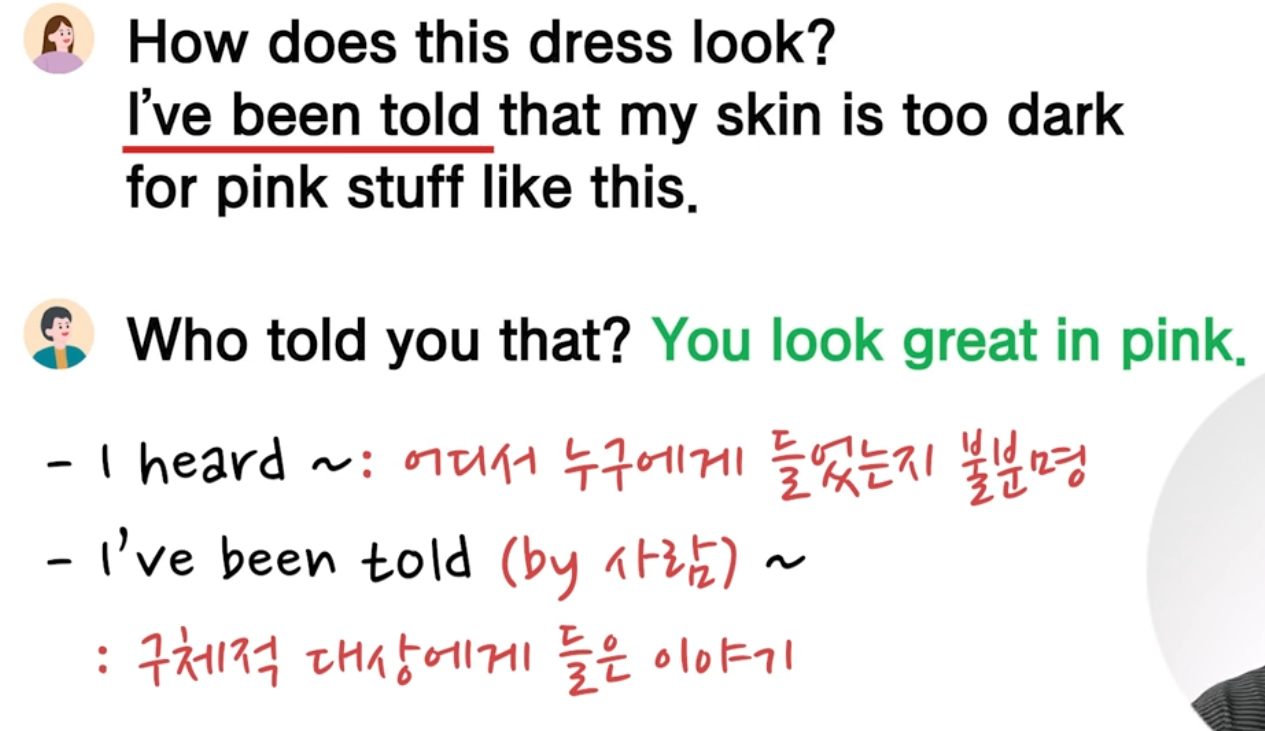 How does this dress look?
I've been told that my skin is too dark
for pink stuff like this.
Who told you that? You look great in pink.
- I heard ~: 어디서 누구에게 들었는지 불분명
- I've been told (by 사람) ~
: 구체적 대상에게 들은 이야기